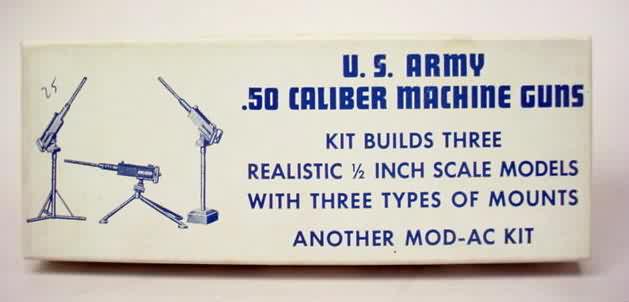 25
U. S. ARMY
.50 CALIBER MACHINE GUNS
KIT BUILDS THREE
REALISTIC ½ INCH SCALE MODELS
WITH THREE TYPES OF MOUNTS
ANOTHER MOD-AC KIT